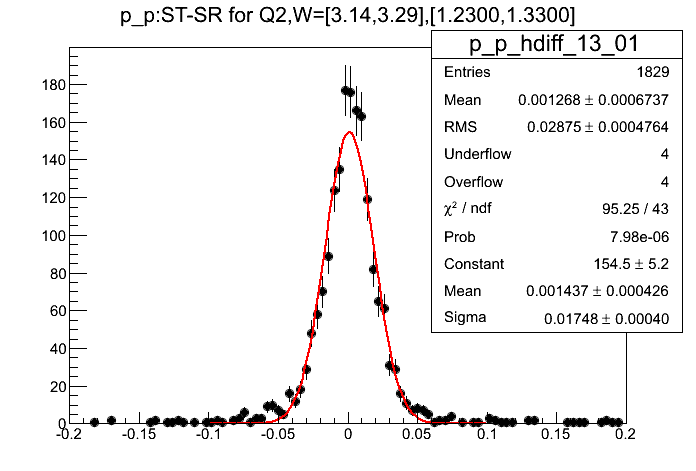 p_p:ST-SR for Q2,W=[3.14,3.29],[1.2300,1.3300]
p_p_hdiff_13_01
Entries 1829
Mean 0.001268 ± 0.0006737
RMS 0.02875 ± 0.0004764
Underflow 4
Overflow 4
χ² / ndf 95.25 / 43
Prob 7.98e-06
Constant 154.5 ± 5.2
Mean 0.001437 ± 0.000426
Sigma 0.01748 ± 0.00040
180
160
140
120
100
80
60
40
20
0
-0.2 -0.15 -0.1 -0.05 0 0.05 0.1 0.15 0.2